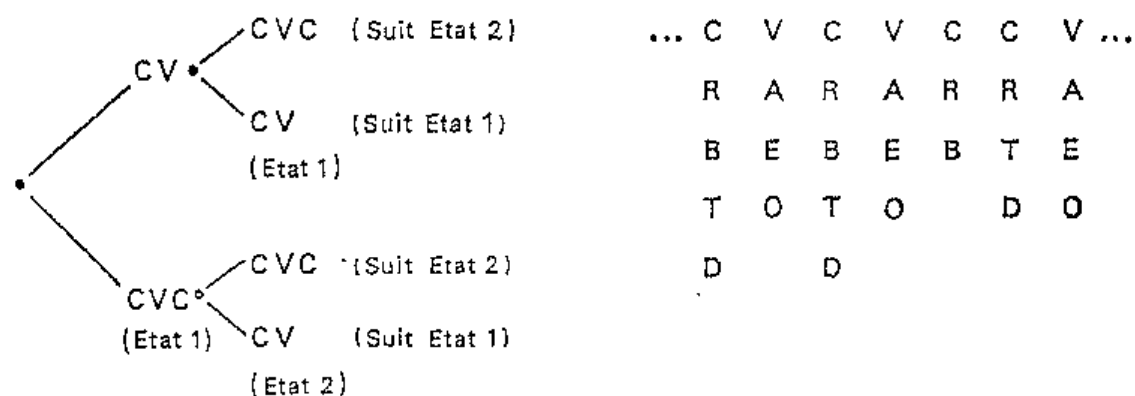 CVC (Suit Etat 2)
CV
CV (Suit Etat 1)
(Etat 1)
CVC (Suit Etat 2)
CVC
(Etat 1)
CV (Suit Etat 1)
(Etat 2)
... C V C V C C V ...
R A R A R R A
B E B E B T E
T O T O D O
D D